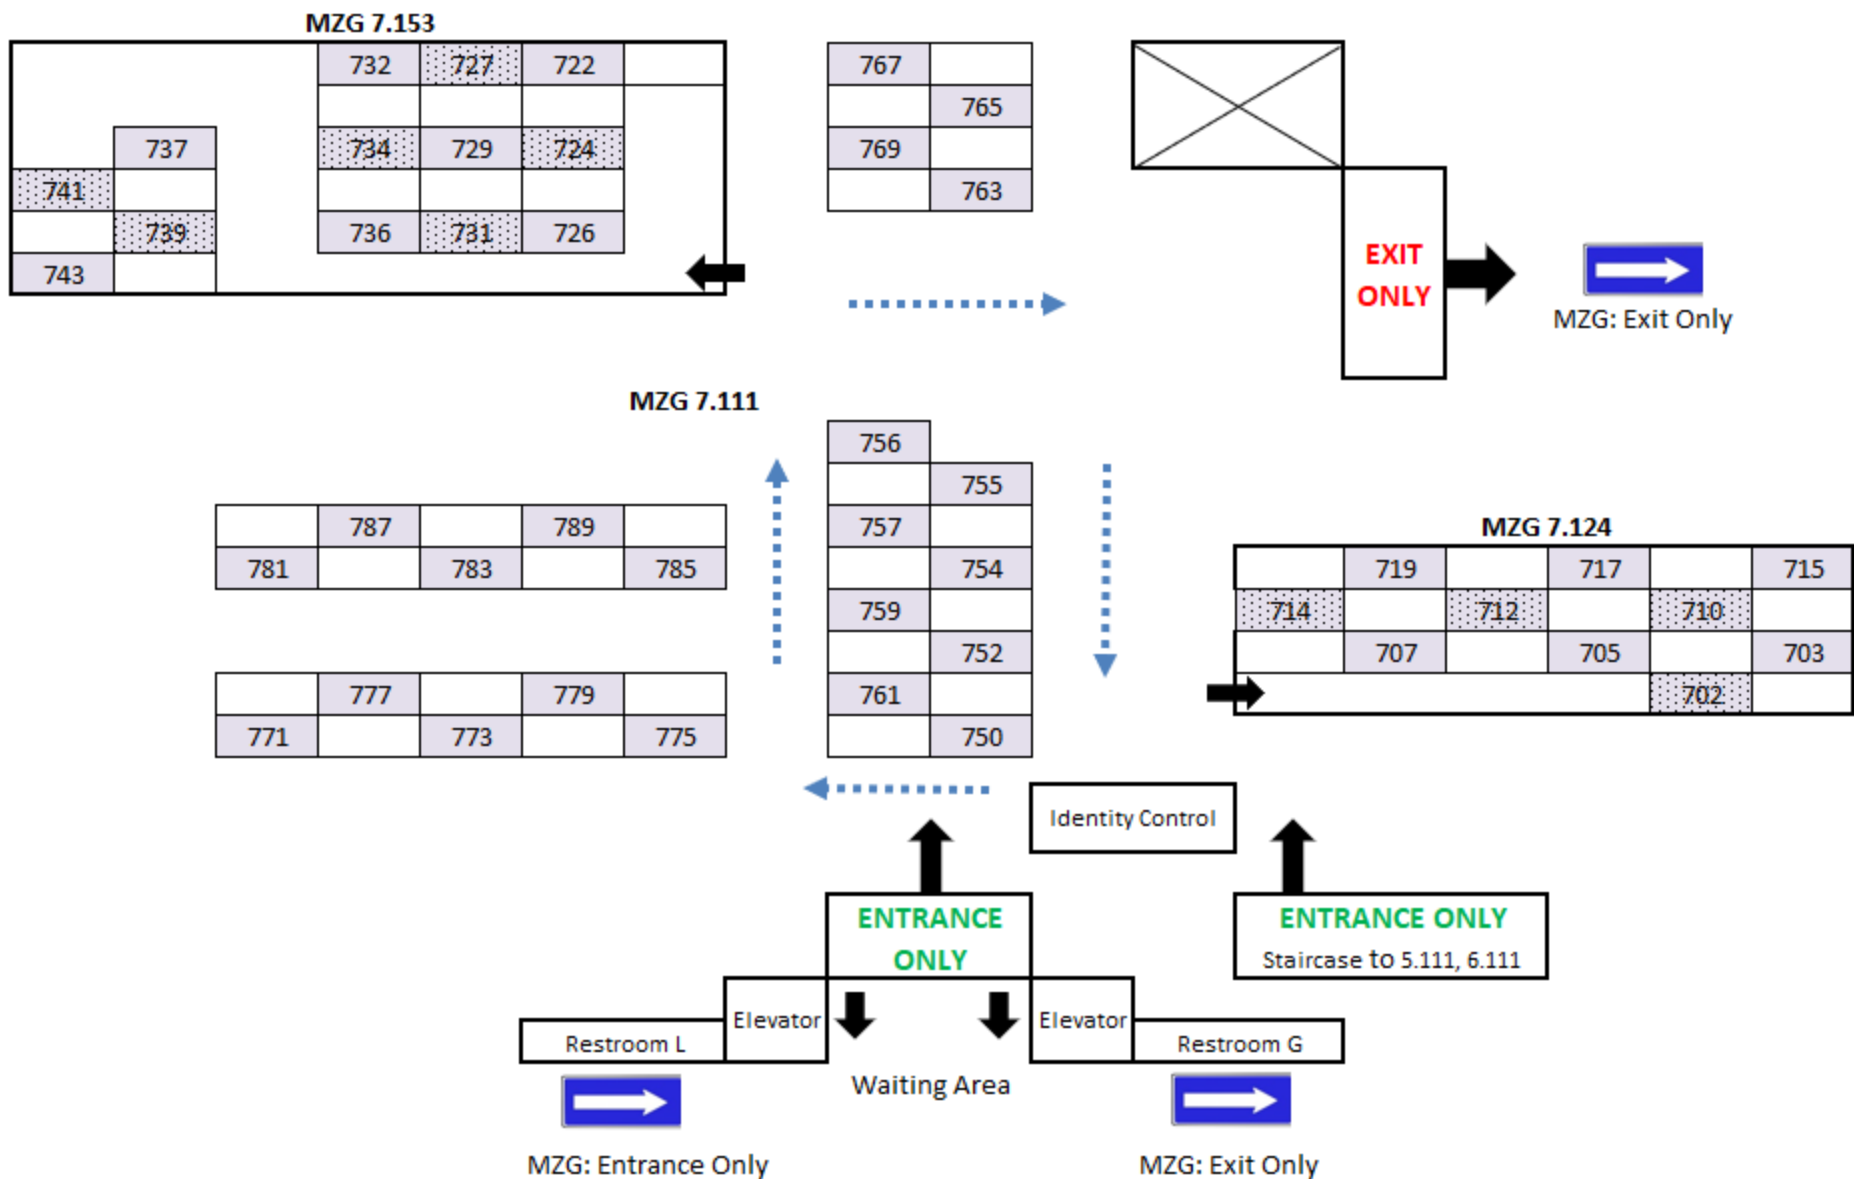 MZG 7.153
732 727 722
767
765
737
734 729 724
769
741
763
739
736 731 726
743
EXIT
ONLY
MZG: Exit Only
MZG 7.111
756
755
787 789
757
MZG 7.124
781 783 785
754
719 717 715
759
714 712 710
752
707 705 703
777 779
761
702
771 773 775
750
Identity Control
ENTRANCE
ONLY
ENTRANCE ONLY
Staircase to 5.111, 6.111
Elevator
Elevator
Restroom L
Restroom G
Waiting Area
MZG: Entrance Only
MZG: Exit Only